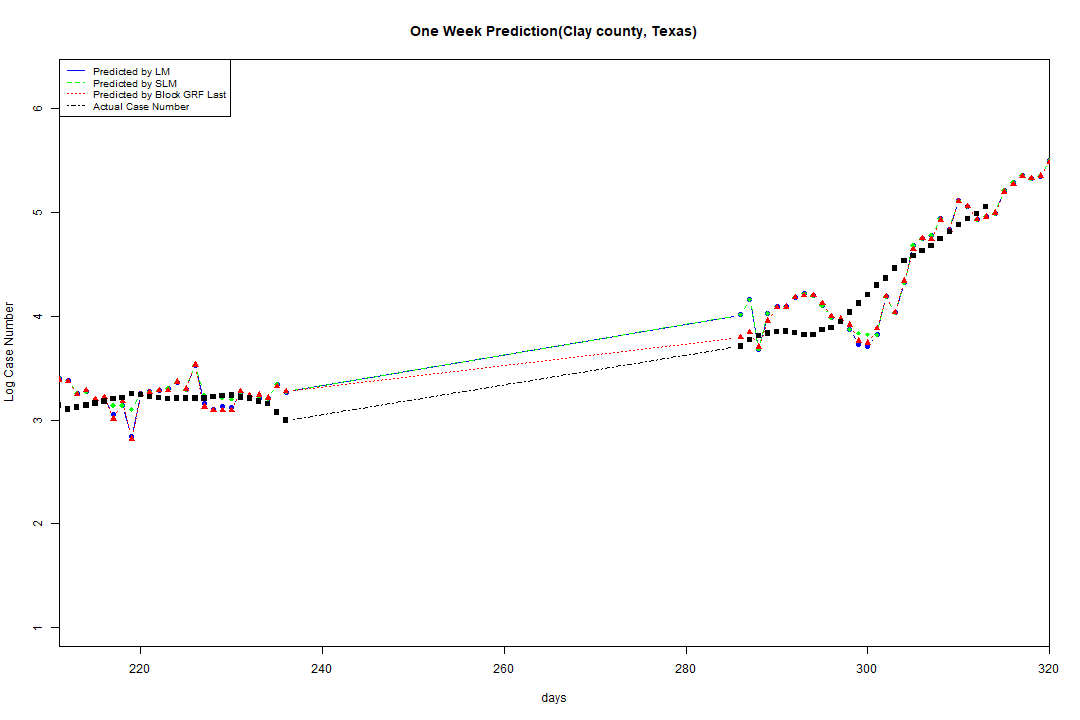 One Week Prediction(Clay county, Texas)
Predicted by LM
Predicted by SLM
Predicted by Block GRF Last
Actual Case Number
6
5
4
3
2
1
Log Case Number
220 240 260 280 300 320
days